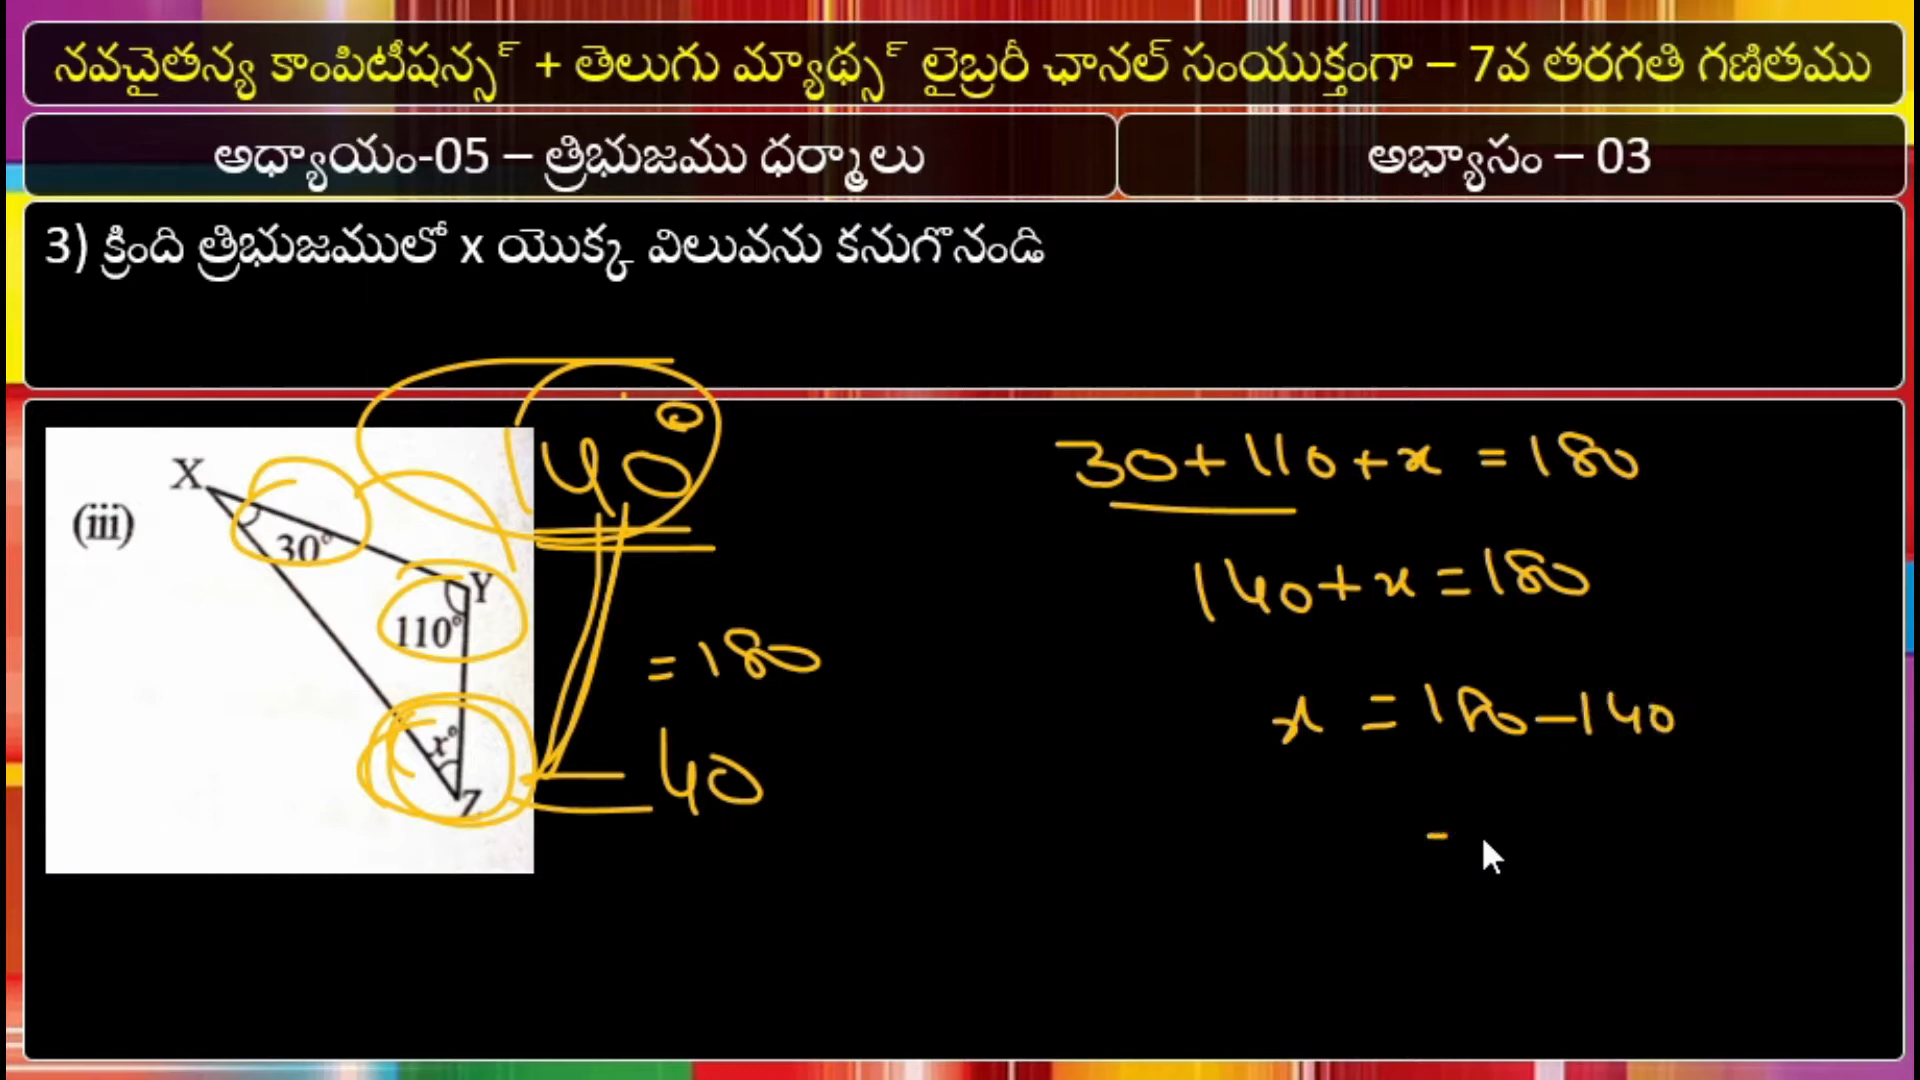 నవచైతన్య కాంపిటీషన్స్ + తెలుగు మ్యాథ్స్ లైబ్రరీ ఛానల్ సంయుక్తంగా – 7వ తరగతి గణితము
అధ్యాయం-05 – త్రిభుజము ధర్మాలు
అభ్యాసం – 03
3) క్రింది త్రిభుజములో x యొక్క విలువను కనుగొనండి
(iii)
X
30°
Y
110°
x°
Z
140°
= 180
40
30 + 110 + x = 180
140 + x = 180
x = 180 – 140